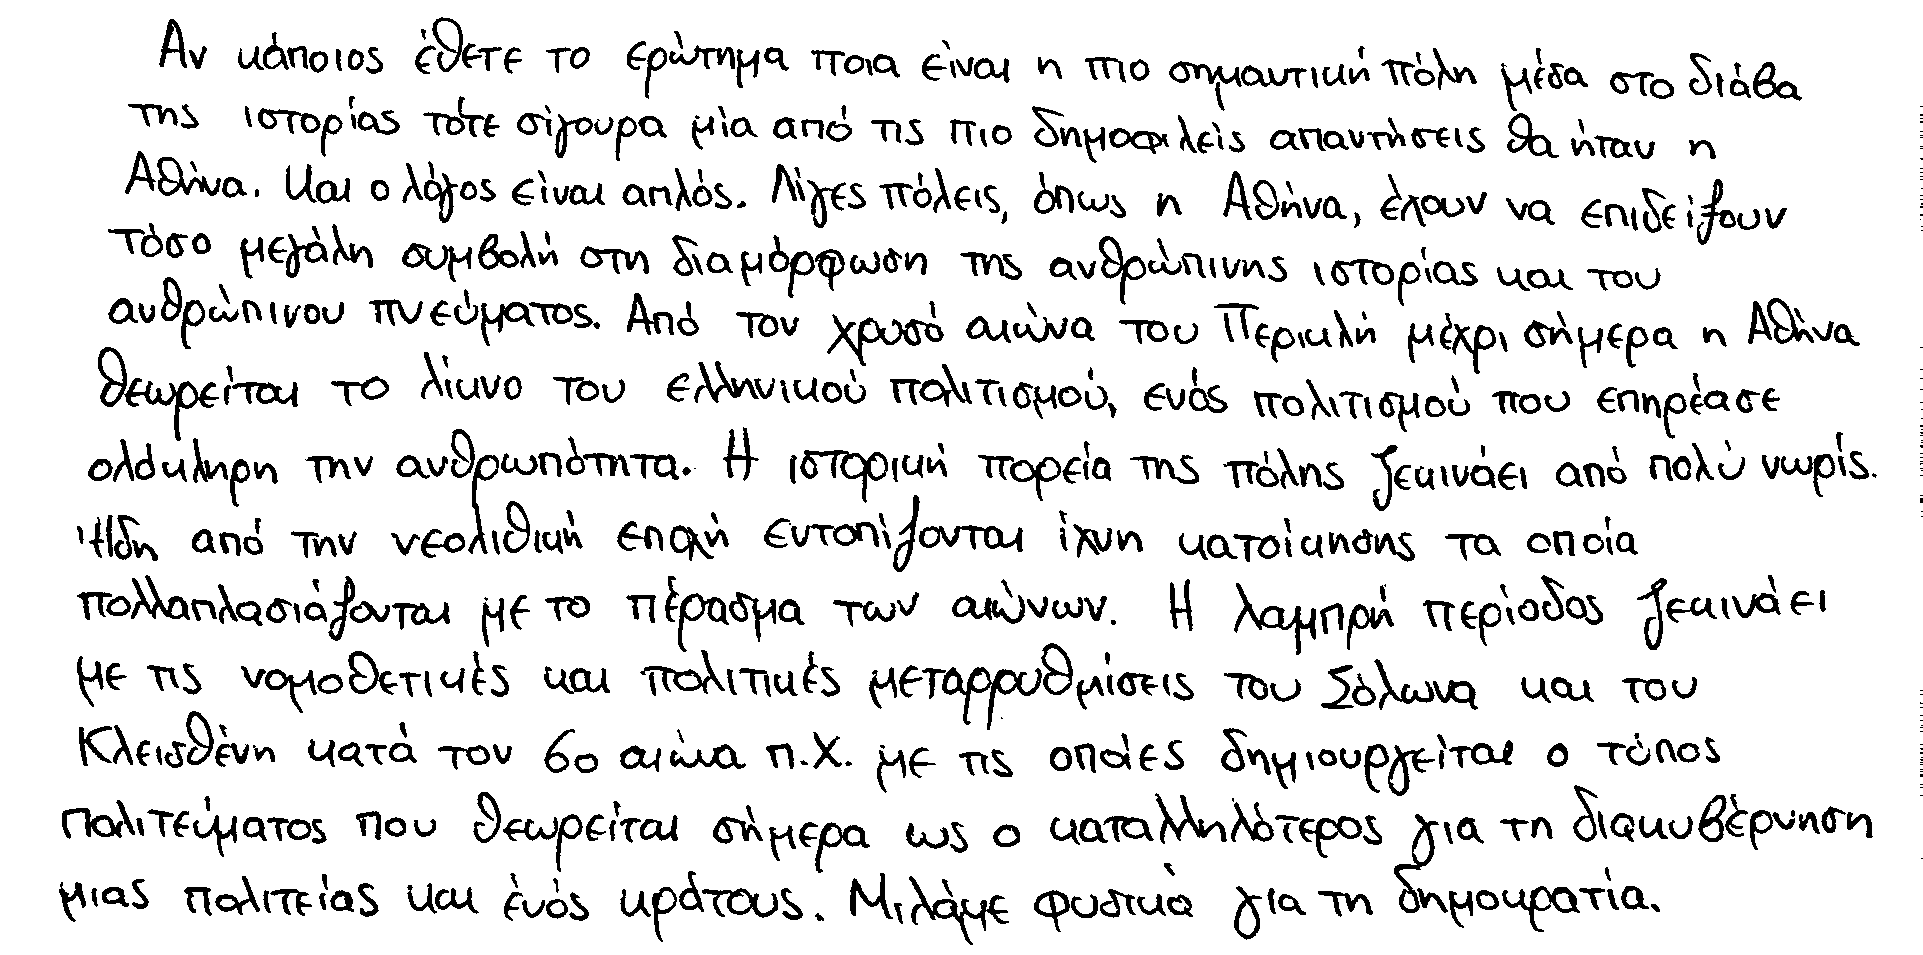 Αν κάποιος έθετε το ερώτημα ποια είναι η πιο σημαντική πόλη μέσα στο διάβα
της ιστορίας τότε σίγουρα μία από τις πιο δημοφιλείς απαντήσεις θα ήταν η
Αθήνα. Και ο λόγος είναι απλός. Λίγες πόλεις, όπως η Αθήνα, έχουν να επιδείξουν
τόσο μεγάλη συμβολή στη διαμόρφωση της ανθρώπινης ιστορίας και του
ανθρώπινου πνεύματος. Από τον χρυσό αιώνα του Περικλή μέχρι σήμερα η Αθήνα
θεωρείται το λίκνο του ελληνικού πολιτισμού, ενός πολιτισμού που επηρέασε
ολόκληρη την ανθρωπότητα. Η ιστορική πορεία της πόλης ξεκινάει από πολύ νωρίς.
Ήδη από την νεολιθική εποχή εντοπίζονται ίχνη κατοίκησης τα οποία
πολλαπλασιάζονται με το πέρασμα των αιώνων. Η λαμπρή περίοδος ξεκινάει
με τις νομοθετικές και πολιτικές μεταρρυθμίσεις του Σόλωνα και του
Κλεισθένη κατά τον 6ο αιώνα π.Χ. με τις οποίες δημιουργείται ο τύπος
πολιτεύματος που θεωρείται σήμερα ως ο καταλληλότερος για τη διακυβέρνηση
μιας πολιτείας και ενός κράτους. Μιλάμε φυσικά για τη δημοκρατία.